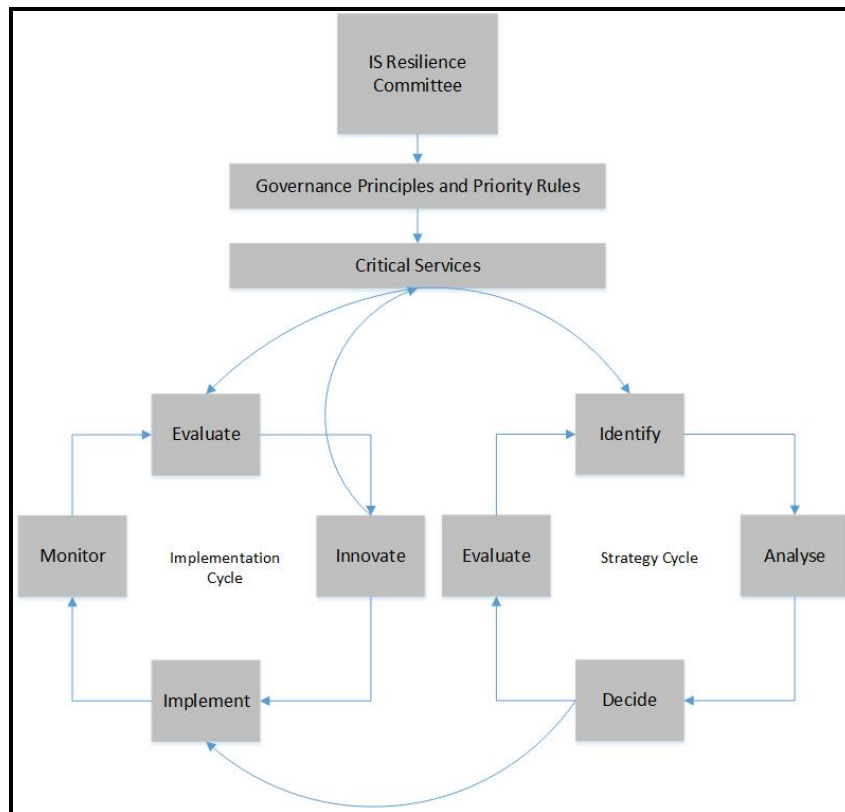 IS Resilience
Committee
Governance Principles and Priority Rules
Critical Services
Evaluate
Identify
Monitor
Implementation
Cycle
Innovate
Evaluate
Strategy Cycle
Analyse
Implement
Decide